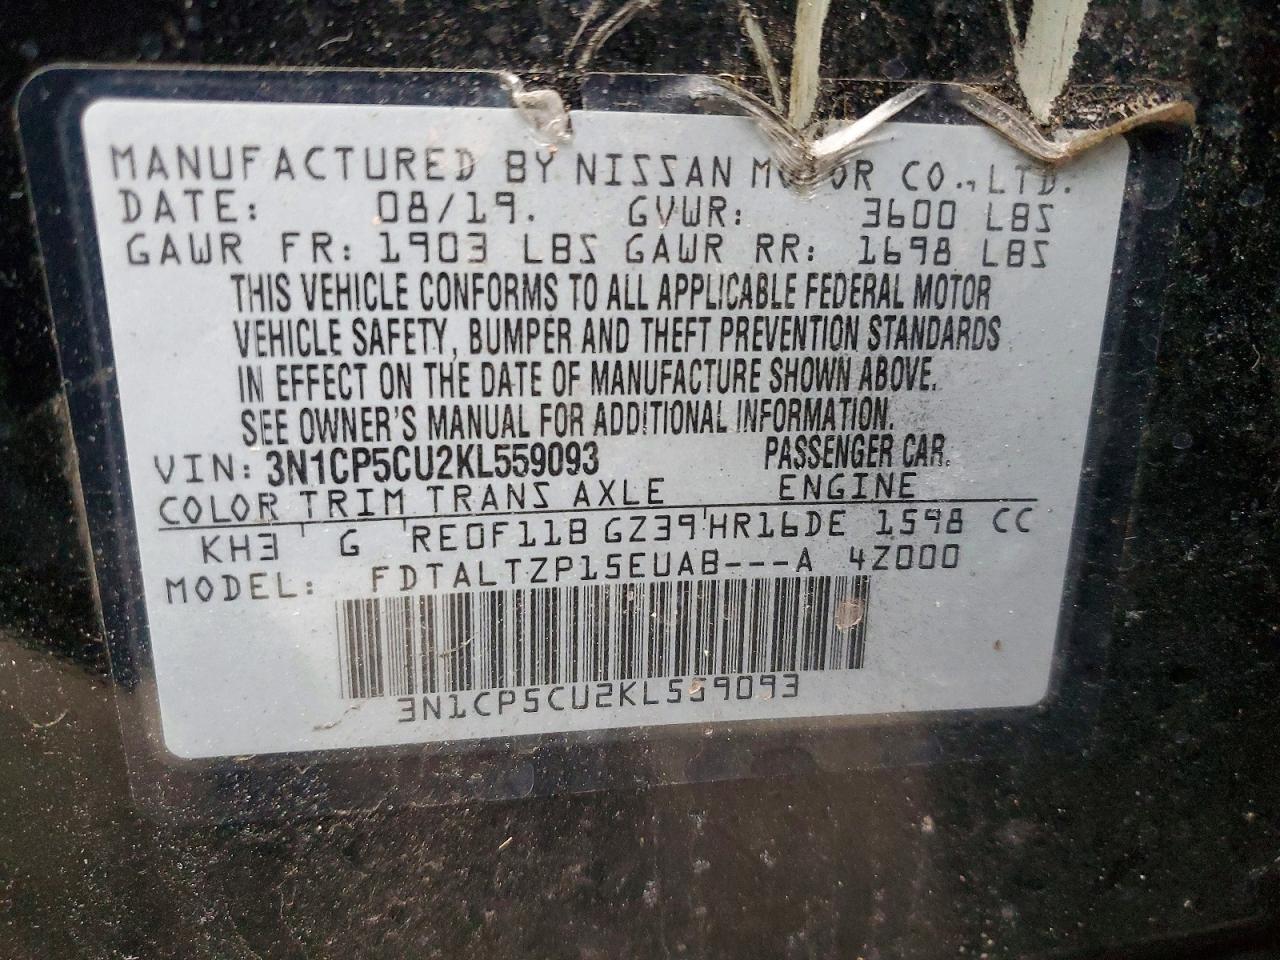 MANUFACTURED BY NISSAN MOTOR CO., LTD.
DATE: 08/19. GVWR: 3600 LBS
GAWR FR: 1903 LBS GAWR RR: 1698 LBS
THIS VEHICLE CONFORMS TO ALL APPLICABLE FEDERAL MOTOR
VEHICLE SAFETY, BUMPER AND THEFT PREVENTION STANDARDS
IN EFFECT ON THE DATE OF MANUFACTURE SHOWN ABOVE.
SEE OWNER'S MANUAL FOR ADDITIONAL INFORMATION.
VIN: 3N1CP5CU2KL559093 PASSENGER CAR.
COLOR TRIM TRANS AXLE ENGINE
KH3 G RE0F11B GZ39 HR16DE 1598 CC
MODEL: FDTALTZP15EUAB---A 4Z000
3N1CP5CU2KL559093